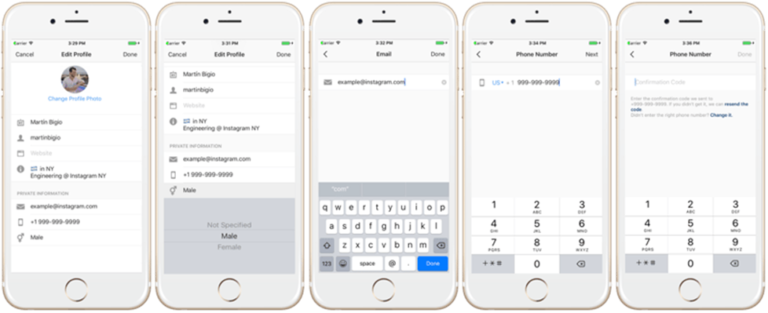 Carrier 3:29 PM
Cancel Edit Profile Done
Change Profile Photo
Martín Bigio
martinbigio
Website
in NY
Engineering @ Instagram NY
PRIVATE INFORMATION
example@instagram.com
+1 999-999-9999
Male
Carrier 3:31 PM
Cancel Edit Profile Done
Martín Bigio
martinbigio
Website
in NY
Engineering @ Instagram NY
PRIVATE INFORMATION
example@instagram.com
+1 999-999-9999
Male
Not Specified
Male
Female
Carrier 3:32 PM
Email Done
example@instagram.com
q w e r t y u i o p
a s d f g h j k l
z x c v b n m
123 space @ . Done
Carrier 3:34 PM
Phone Number Next
US + 1 999-999-9999
1 2 3
ABC DEF
4 5 6
GHI JKL MNO
7 8 9
PQRS TUV WXYZ
+ * # 0
Carrier 3:36 PM
Phone Number Done
Confirmation Code
Enter the confirmation code we sent to
+999-999-9999. If you didn't get it, we can resend the
code.
Didn't enter the right phone number? Change it.
1 2 3
ABC DEF
4 5 6
GHI JKL MNO
7 8 9
PQRS TUV WXYZ
+ * # 0